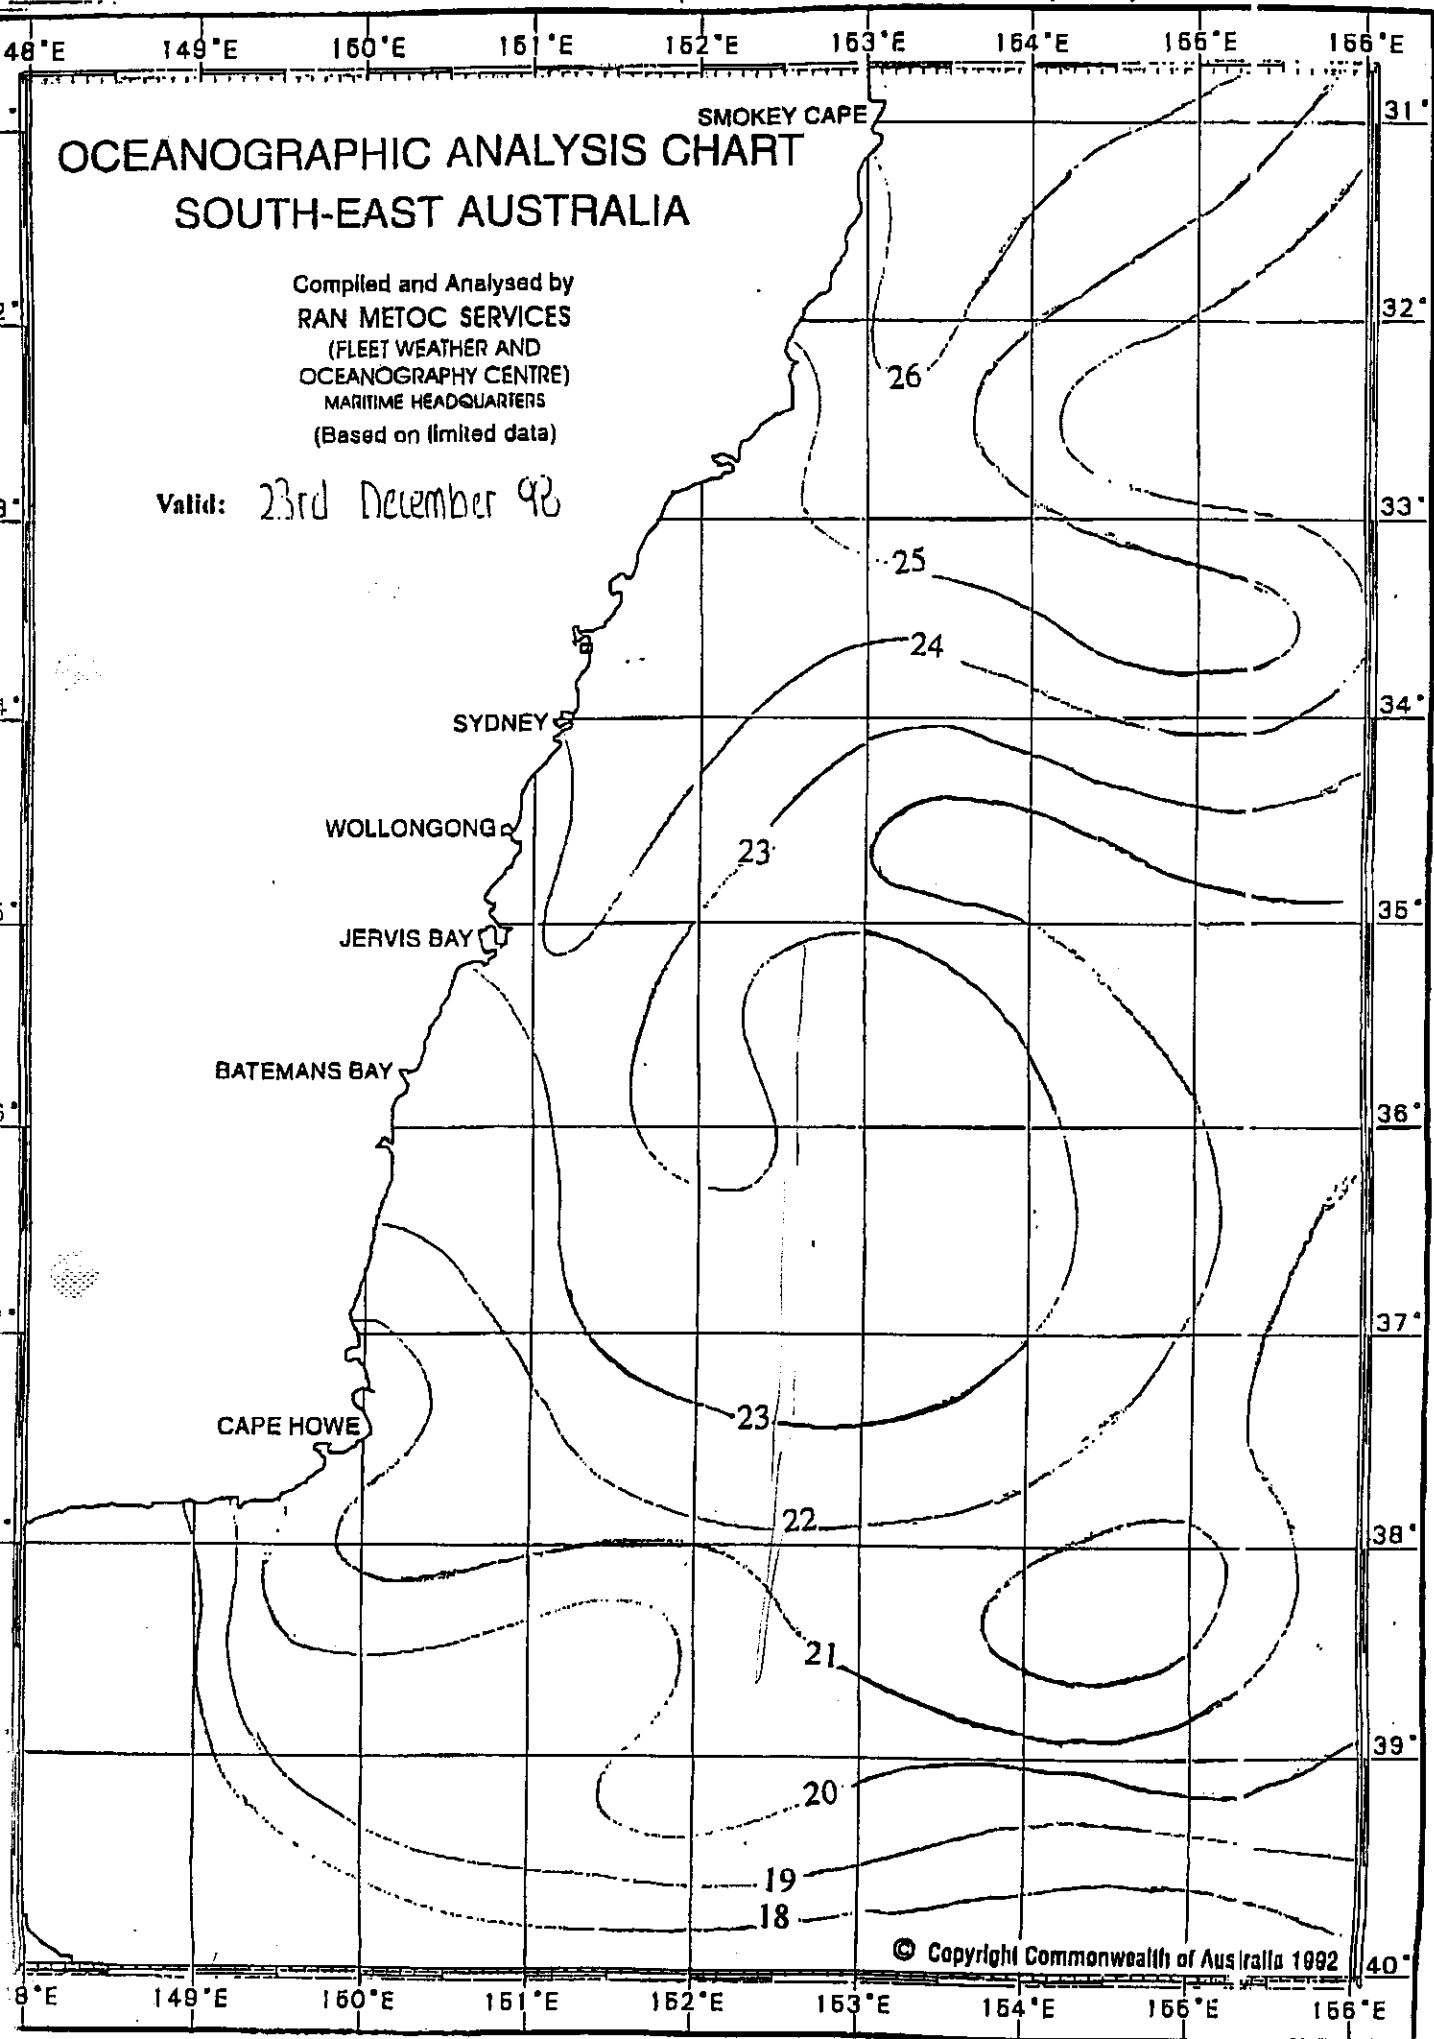 149°E 150°E 151°E 152°E 153°E 154°E 155°E 156°E
SMOKEY CAPE
31°
OCEANOGRAPHIC ANALYSIS CHART
SOUTH-EAST AUSTRALIA
Compiled and Analysed by
RAN METOC SERVICES
(FLEET WEATHER AND
OCEANOGRAPHY CENTRE)
MARITIME HEADQUARTERS
(Based on limited data)
32°
26
Valid: 23rd December 98
33°
25
24
34°
SYDNEY
WOLLONGONG
23
35°
JERVIS BAY
BATEMANS BAY
36°
37°
CAPE HOWE
23
22
38°
21
39°
20
19
18
© Copyright Commonwealth of Australia 1992
40°
149°E 150°E 151°E 152°E 153°E 154°E 155°E 156°E